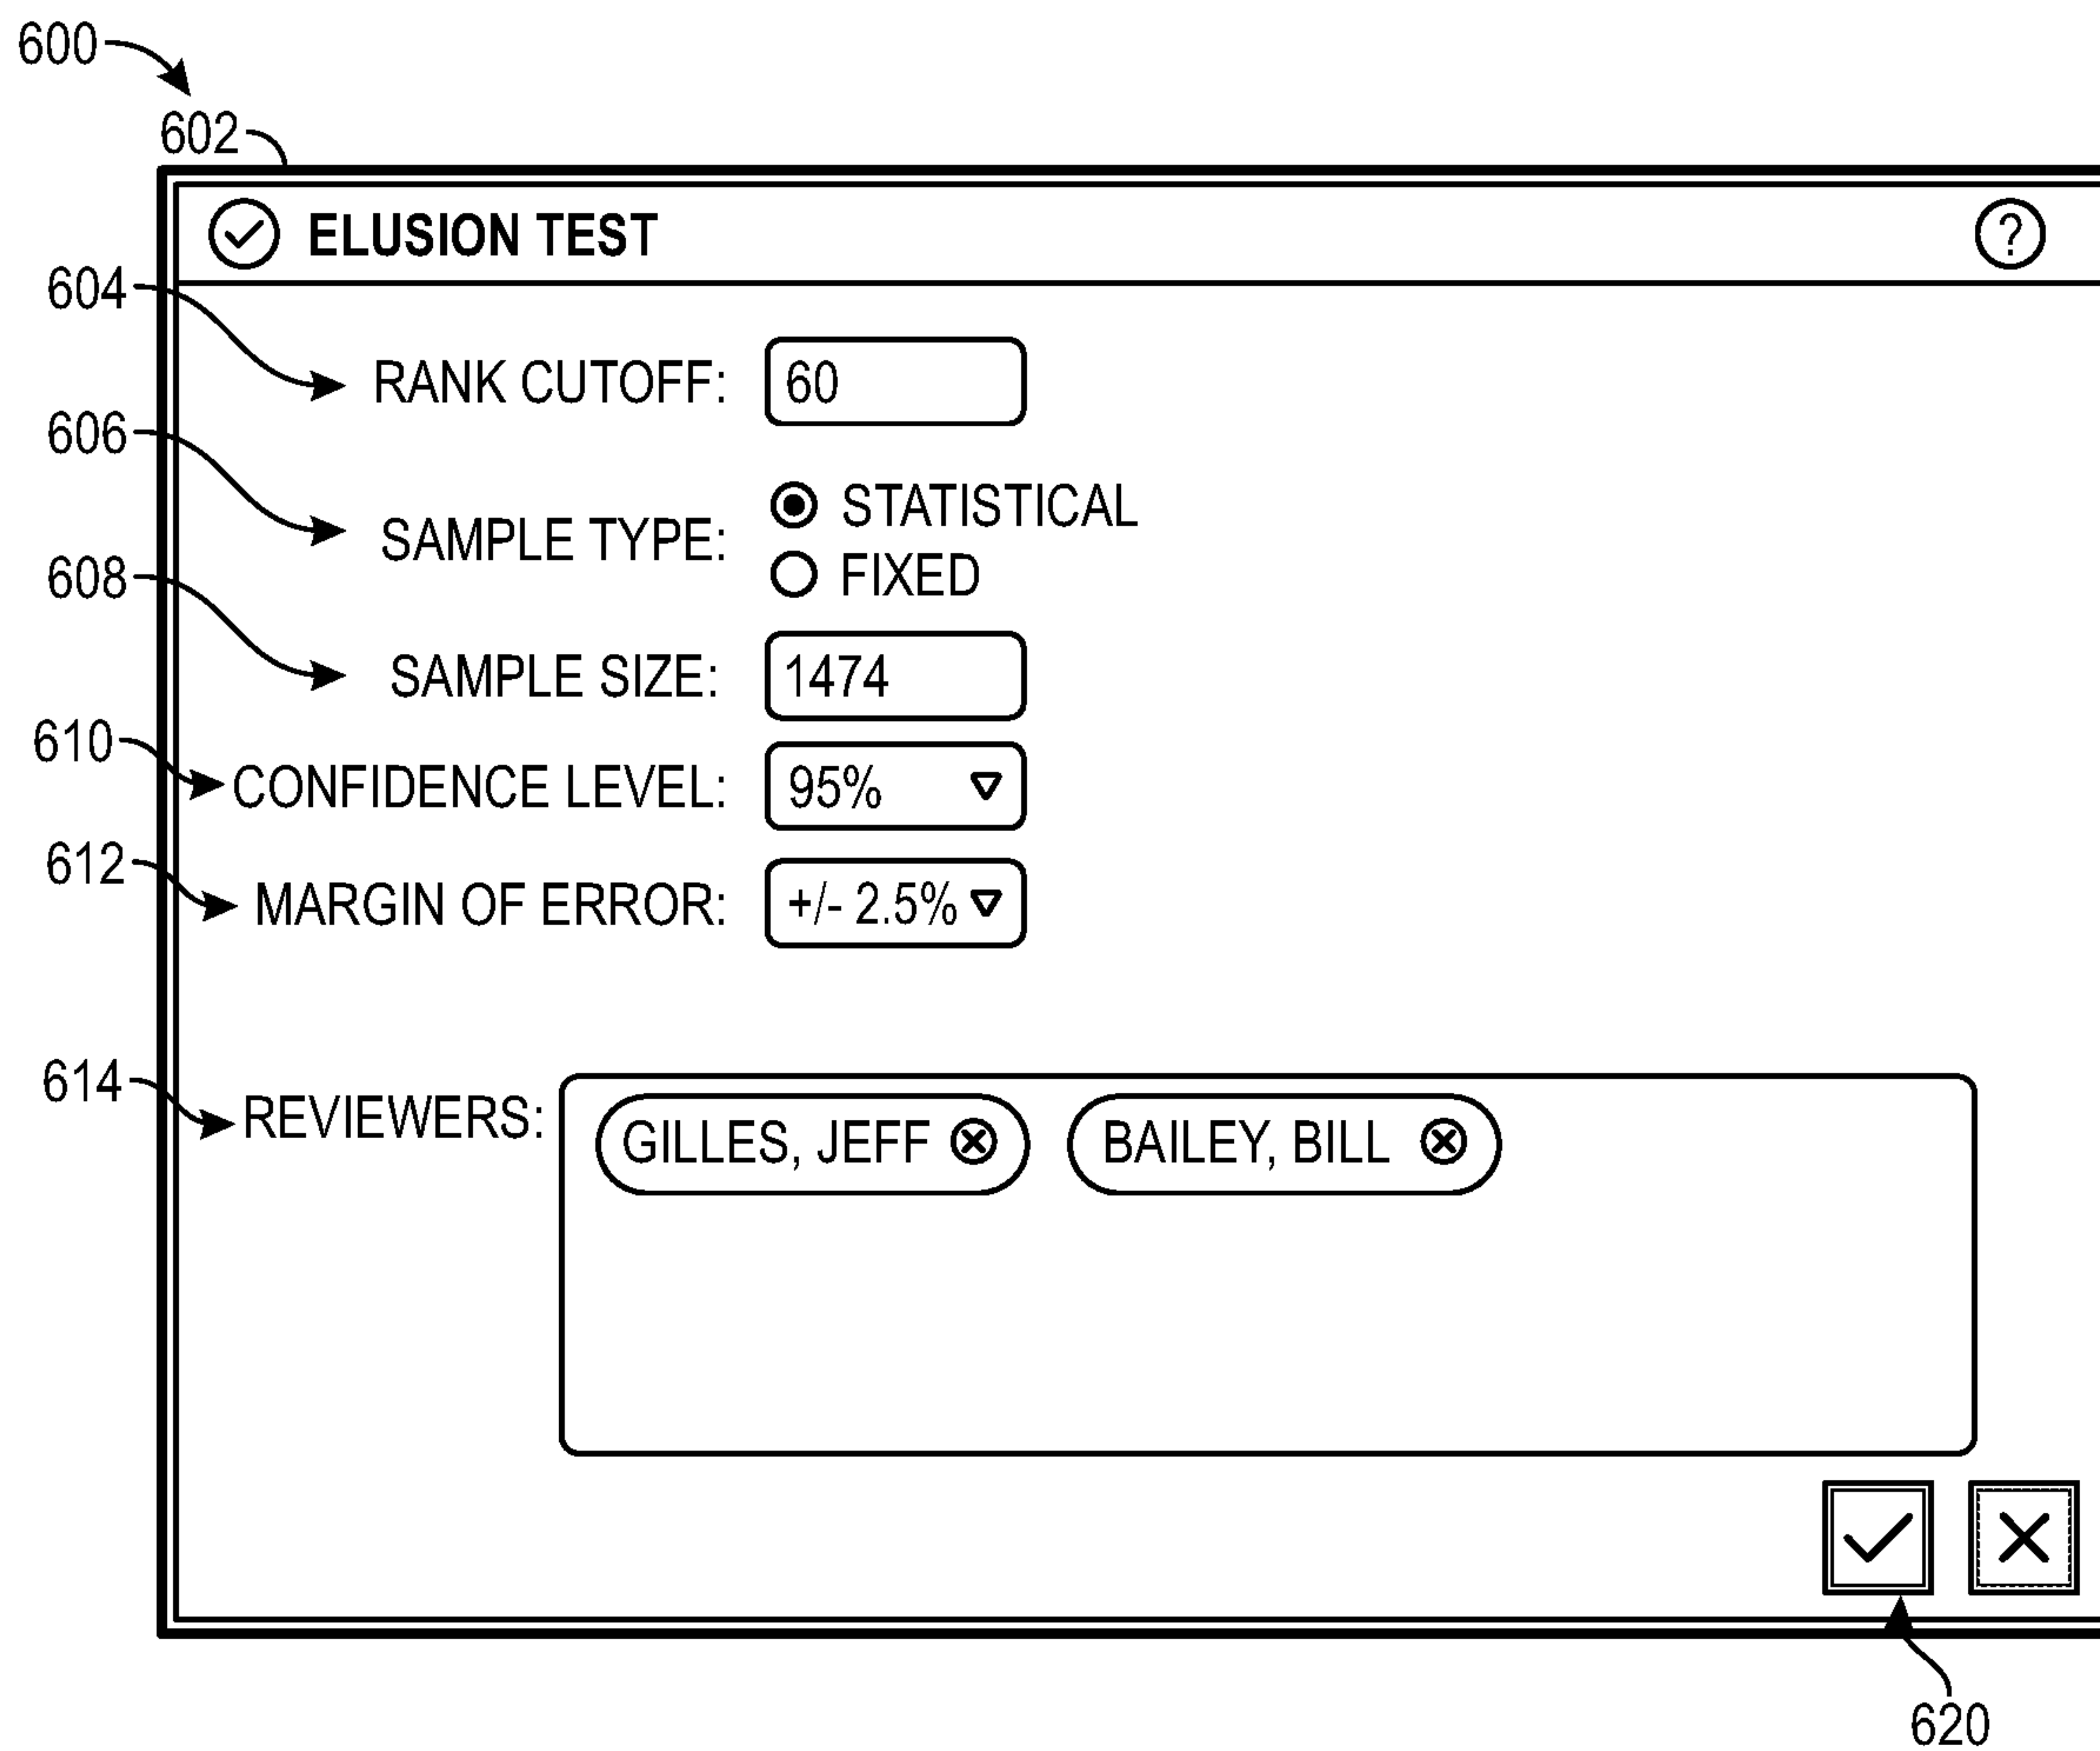 600
602
ELUSION TEST ?
604
RANK CUTOFF: 60
606
SAMPLE TYPE: STATISTICAL
FIXED
608
SAMPLE SIZE: 1474
610
CONFIDENCE LEVEL: 95%
612
MARGIN OF ERROR: +/- 2.5%
614
REVIEWERS: GILLES, JEFF BAILEY, BILL
620